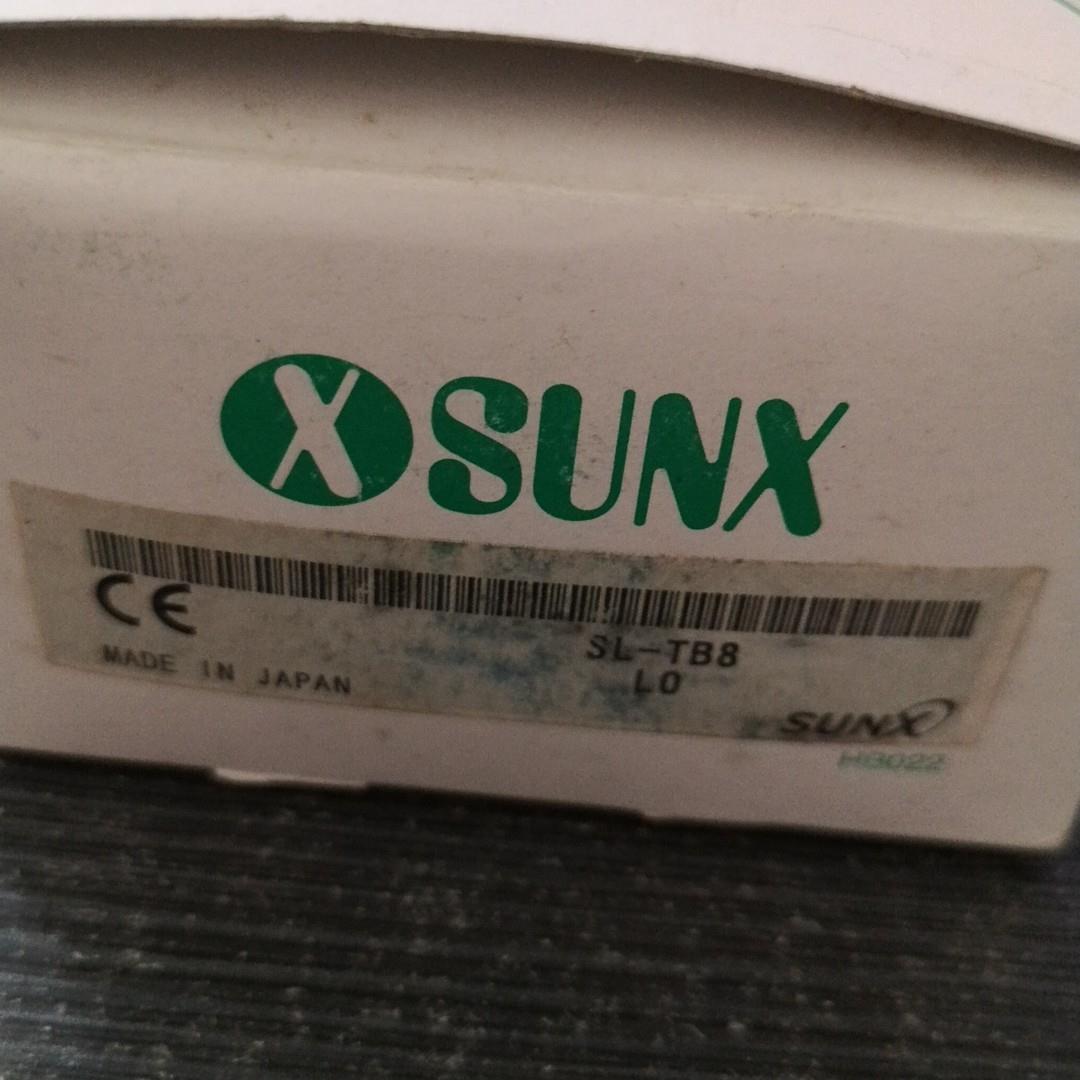 X SUNX
CE
SL-TB8
MADE IN JAPAN
L0
SUNX
H3022